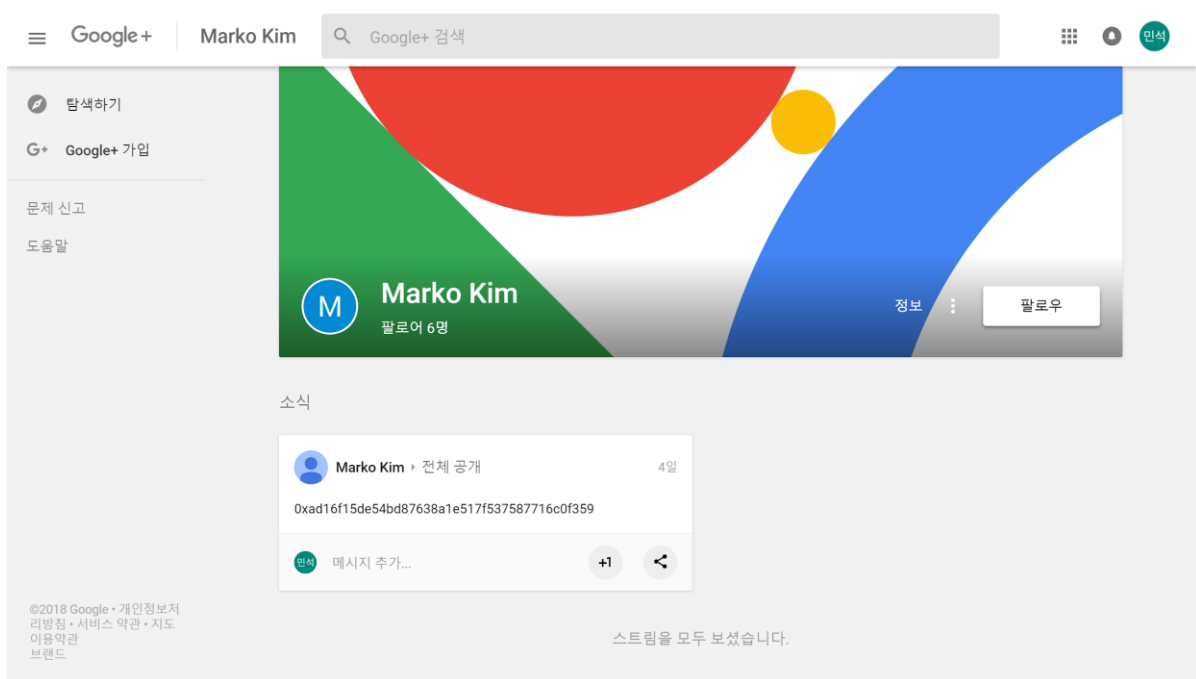 Google+ Marko Kim Google+ 검색 민석
탐색하기
G+ Google+ 가입
문제 신고
도움말
M
Marko Kim
팔로어 6명
정보
팔로우
소식
Marko Kim 전체 공개 4일
0xad16f15de54bd87638a1e517f537587716c0f359
민석 메시지 추가... +1
스트림을 모두 보셨습니다.
©2018 Google • 개인정보처
리방침 • 서비스 약관 • 지도
이용약관
브랜드